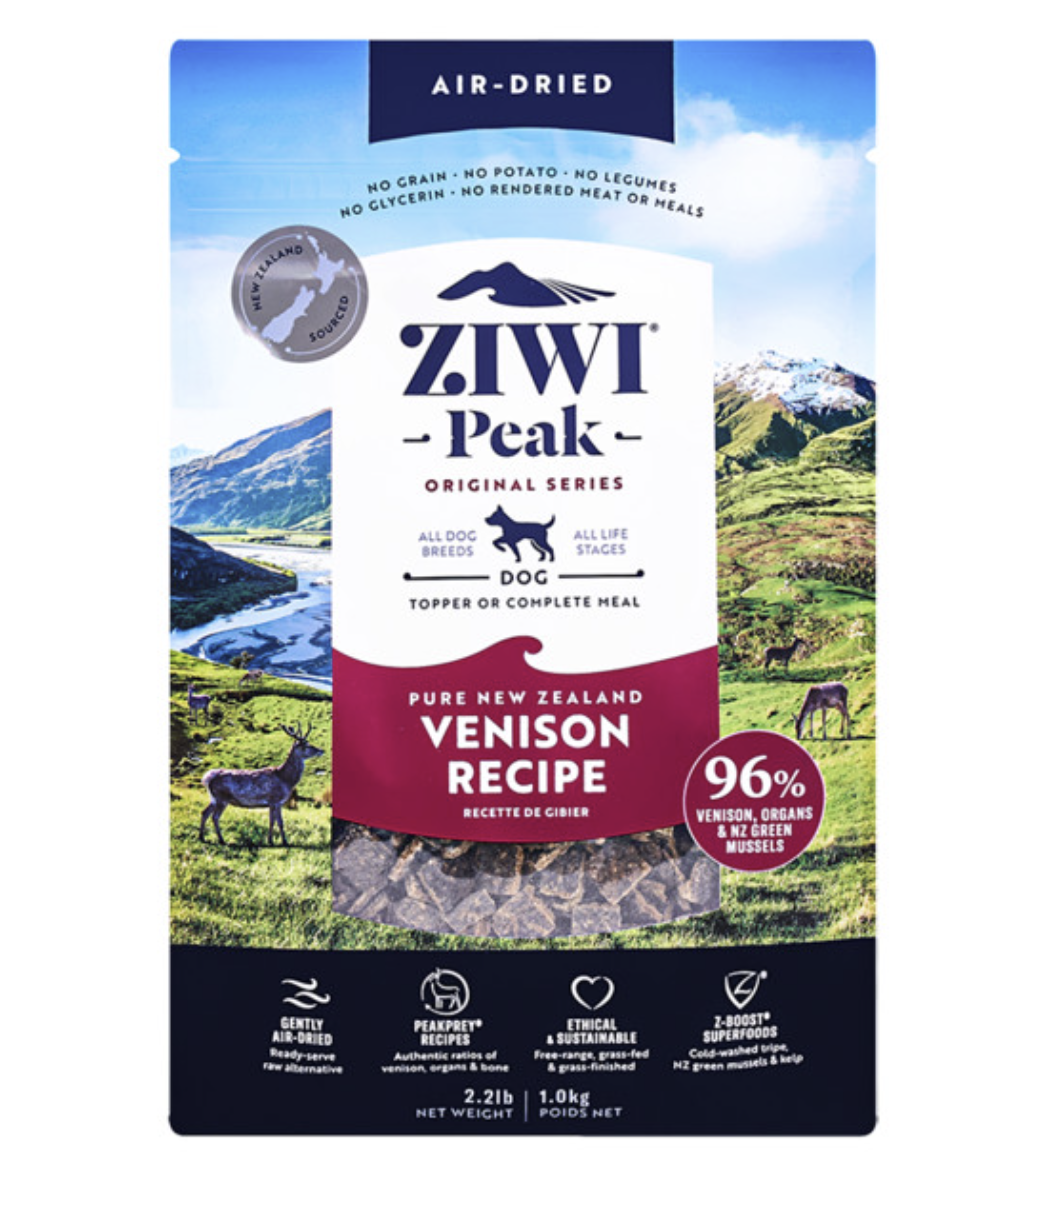 AIR-DRIED
NO GRAIN · NO POTATO · NO LEGUMES
NO GLYCERIN · NO RENDERED MEAT OR MEALS
NEW ZEALAND
SOURCED
ZIWI®
Peak
ORIGINAL SERIES
ALL DOG
BREEDS
ALL LIFE
STAGES
DOG
TOPPER OR COMPLETE MEAL
PURE NEW ZEALAND
VENISON
RECIPE
RECETTE DE GIBIER
96%
VENISON, ORGANS
& NZ GREEN
MUSSELS
GENTLY
AIR-DRIED
Ready-serve
raw alternative
PEAKPREY®
RECIPES
Authentic ratios of
venison, organs & bone
ETHICAL
& SUSTAINABLE
Free-range, grass-fed
& grass-finished
Z
Z-BOOST®
SUPERFOODS
Cold-washed tripe,
NZ green mussels & kelp
2.2lb
NET WEIGHT
1.0kg
POIDS NET